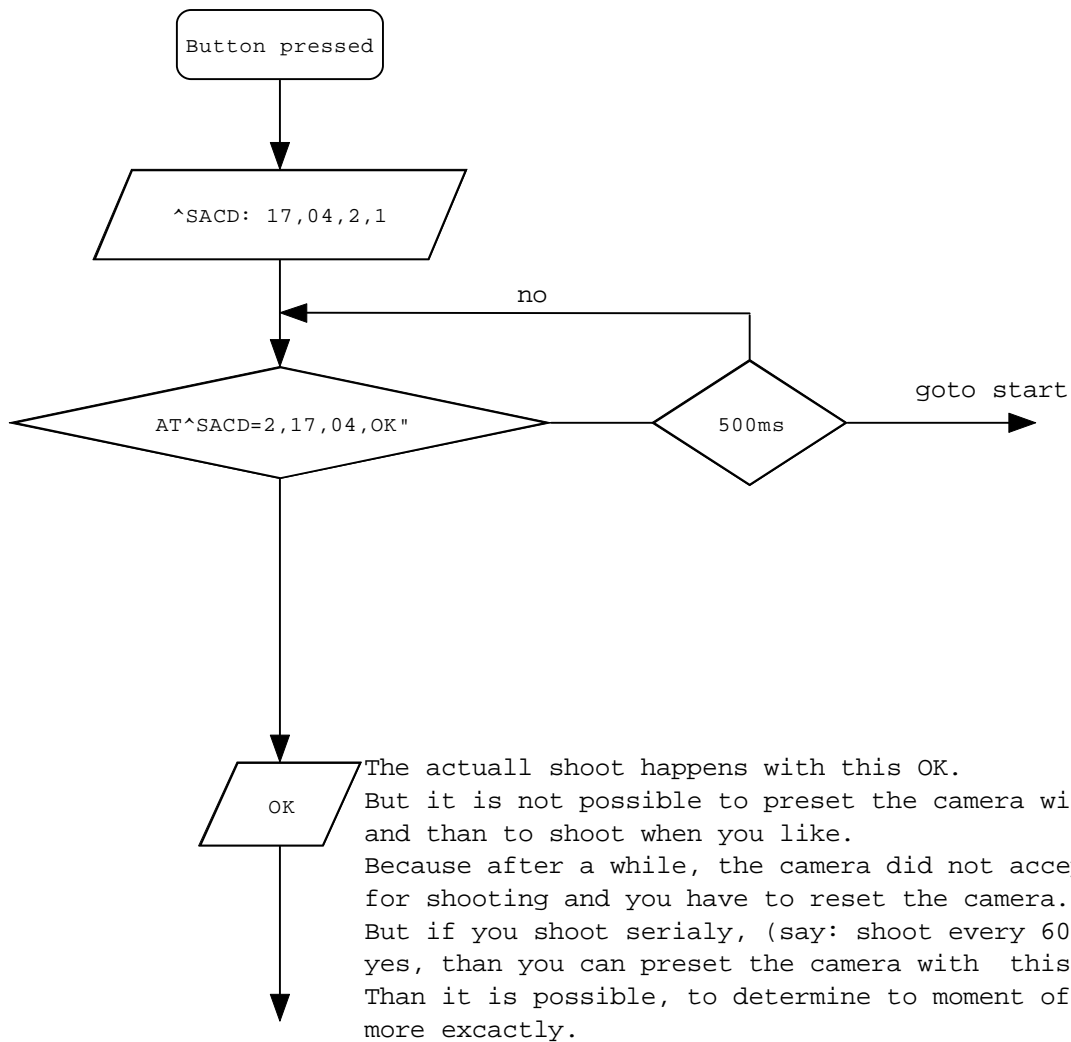 Button pressed
^SACD: 17,04,2,1
no
goto start
AT^SACD=2,17,04,OK"
500ms
OK
The actuall shoot happens with this OK.
But it is not possible to preset the camera wi
and than to shoot when you like.
Because after a while, the camera did not acce
for shooting and you have to reset the camera.
But if you shoot serialy, (say: shoot every 60
yes, than you can preset the camera with  this
Than it is possible, to determine to moment of
more excactly.